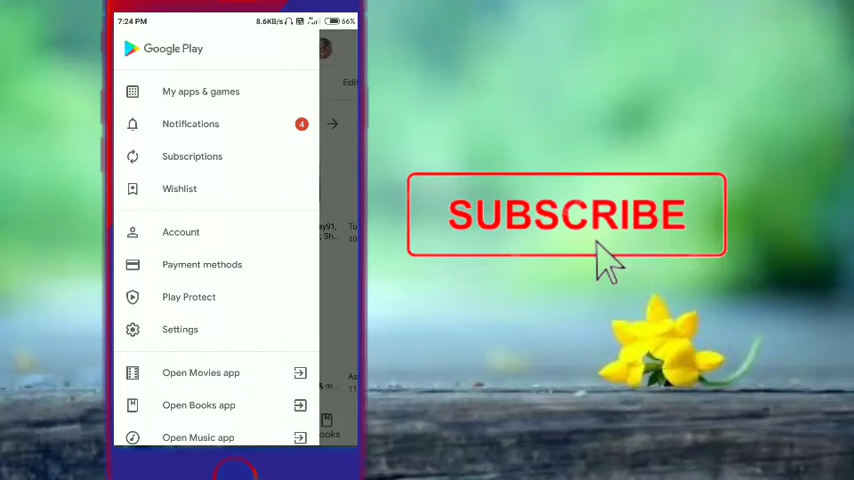 7:24 PM
8.6KB/s
66%
Google Play
My apps & games
Notifications
4
Subscriptions
Wishlist
Account
Payment methods
Play Protect
Settings
Open Movies app
Open Books app
Open Music app
SUBSCRIBE